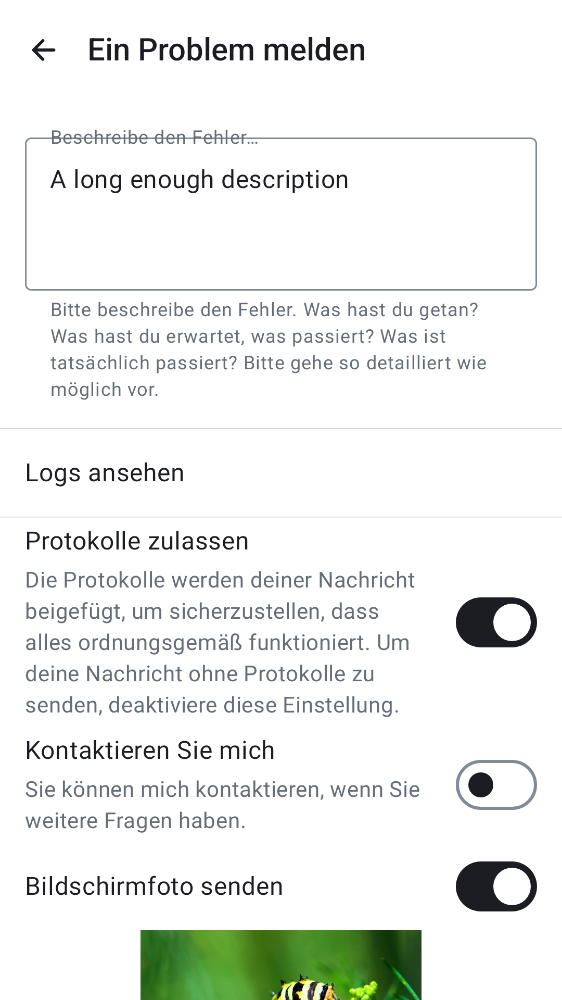 Ein Problem melden
Beschreibe den Fehler…
A long enough description
Bitte beschreibe den Fehler. Was hast du getan?
Was hast du erwartet, was passiert? Was ist
tatsächlich passiert? Bitte gehe so detailliert wie
möglich vor.
Logs ansehen
Protokolle zulassen
Die Protokolle werden deiner Nachricht
beigefügt, um sicherzustellen, dass
alles ordnungsgemäß funktioniert. Um
deine Nachricht ohne Protokolle zu
senden, deaktiviere diese Einstellung.
Kontaktieren Sie mich
Sie können mich kontaktieren, wenn Sie
weitere Fragen haben.
Bildschirmfoto senden